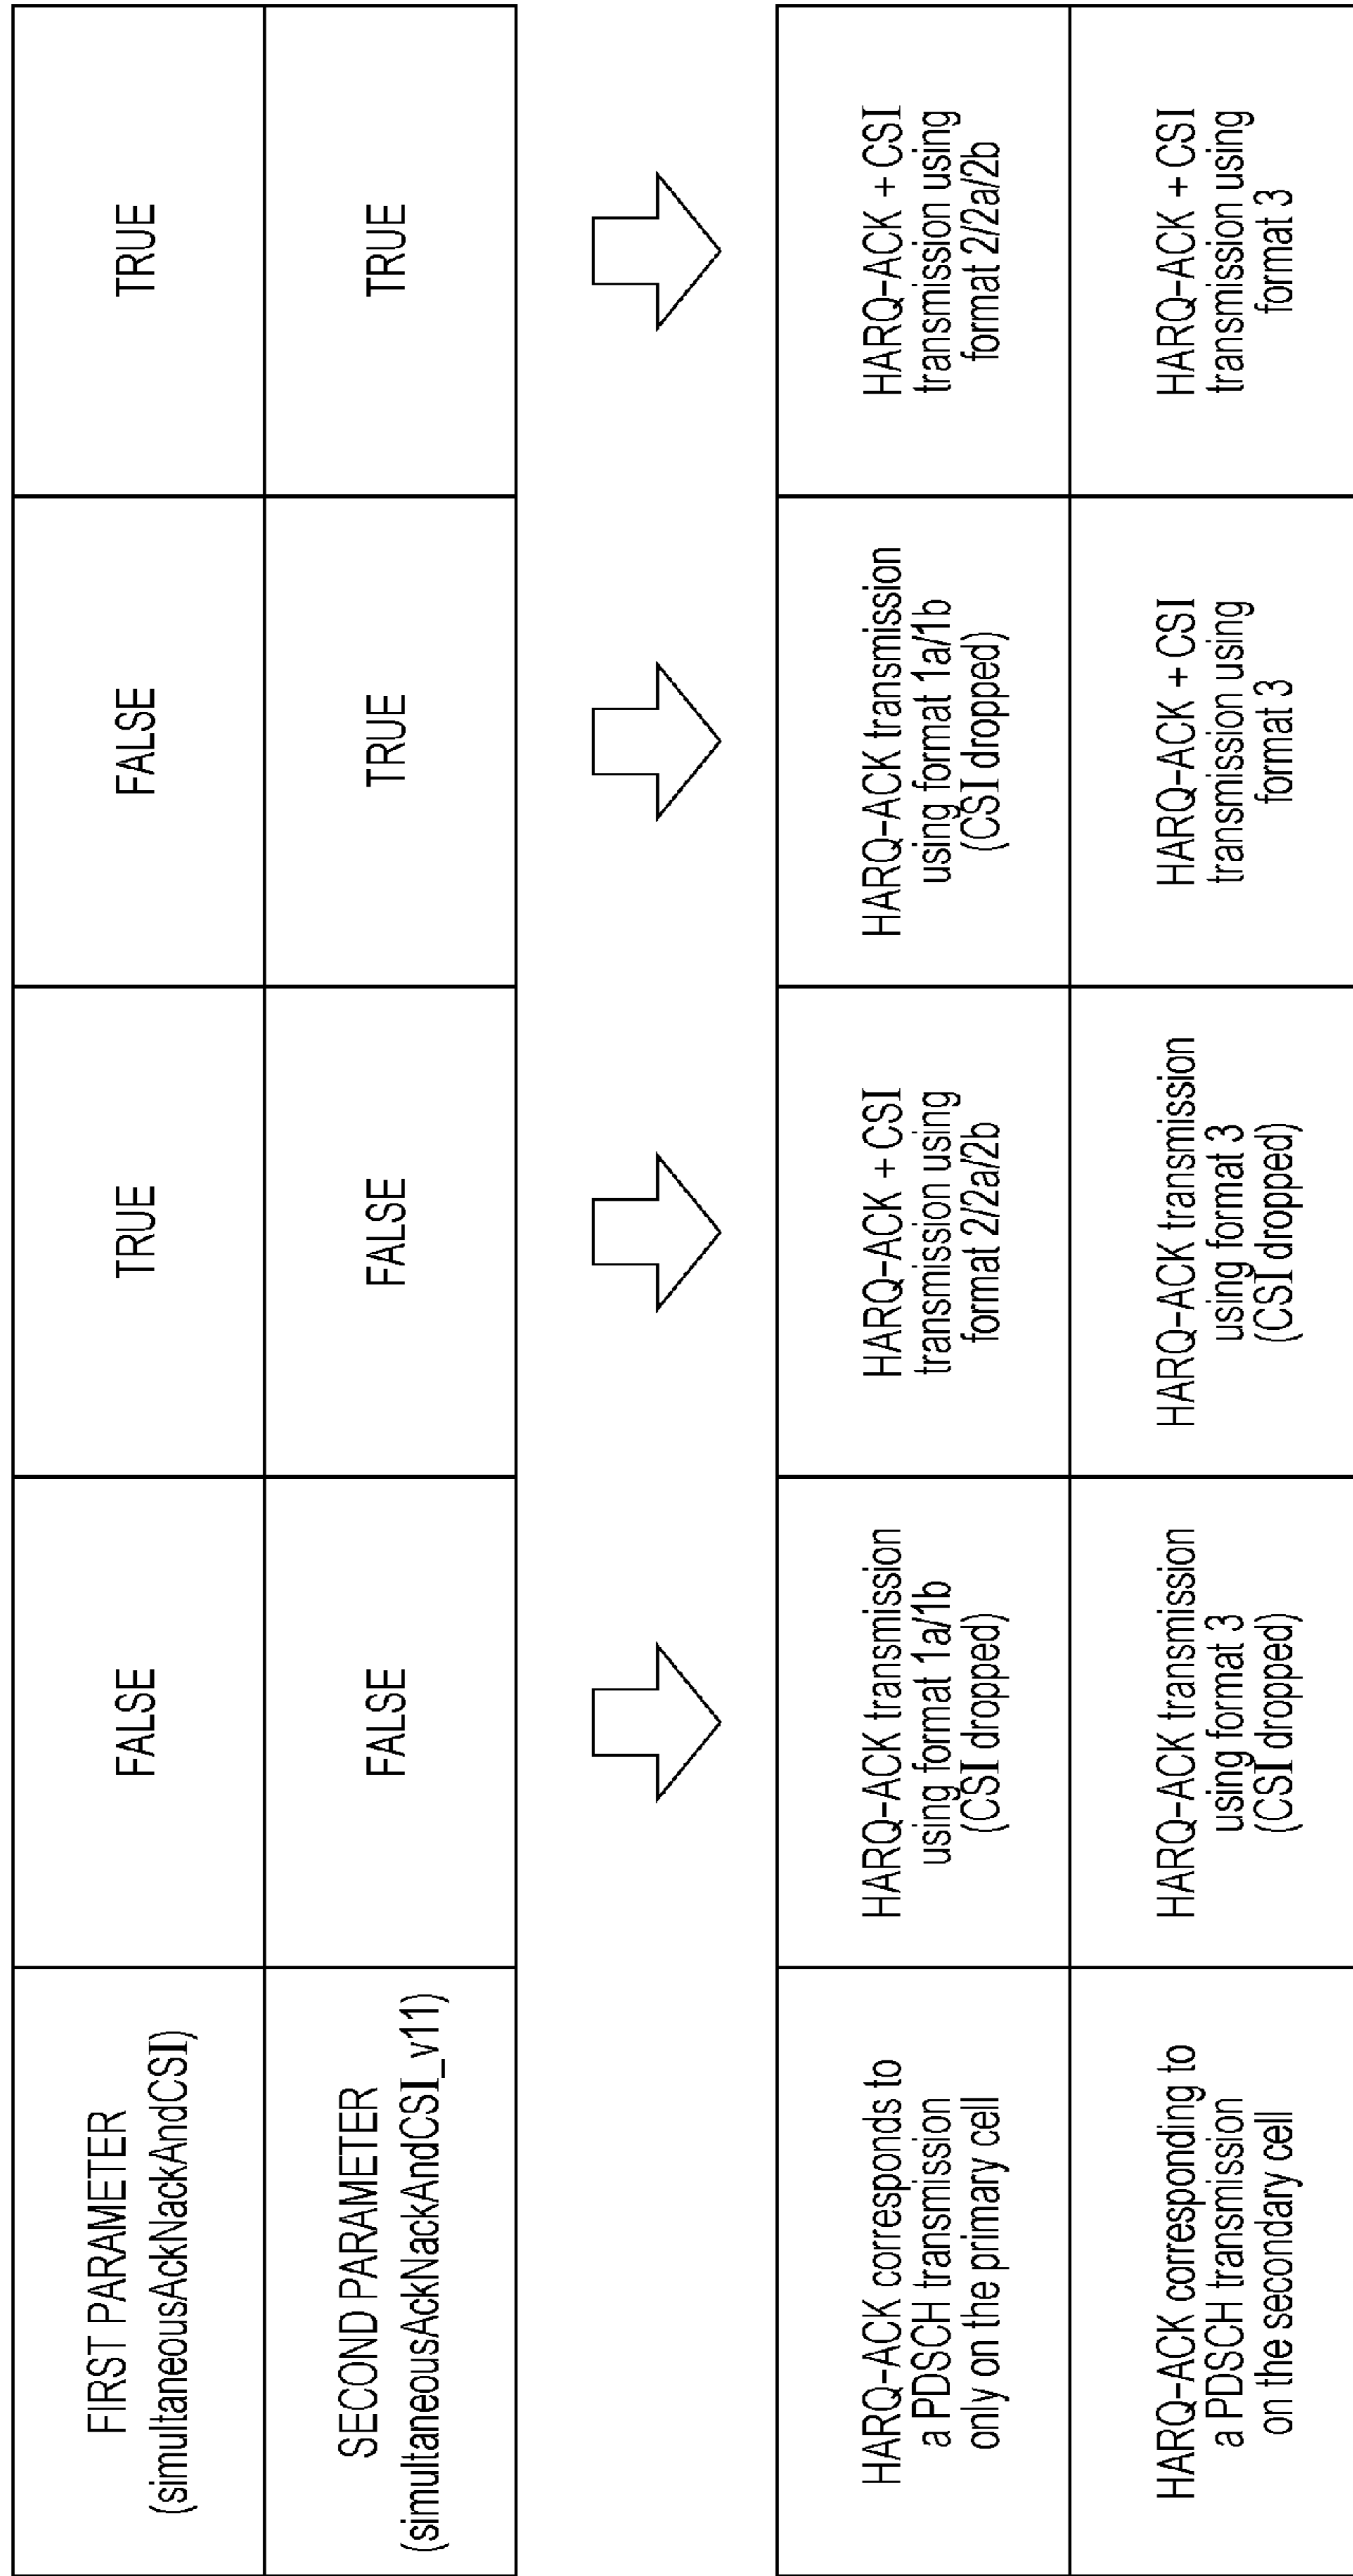 FIRST PARAMETER
(simultaneousAckNackAndCSI)
FALSE
TRUE
FALSE
TRUE
SECOND PARAMETER
(simultaneousAckNackAndCSI_v11)
FALSE
FALSE
TRUE
TRUE
HARQ-ACK corresponds to
a PDSCH transmission
only on the primary cell
HARQ-ACK transmission
using format 1a/1b
(CSI dropped)
HARQ-ACK + CSI
transmission using
format 2/2a/2b
HARQ-ACK transmission
using format 1a/1b
(CSI dropped)
HARQ-ACK + CSI
transmission using
format 2/2a/2b
HARQ-ACK corresponding to
a PDSCH transmission
on the secondary cell
HARQ-ACK transmission
using format 3
(CSI dropped)
HARQ-ACK transmission
using format 3
(CSI dropped)
HARQ-ACK + CSI
transmission using
format 3
HARQ-ACK + CSI
transmission using
format 3